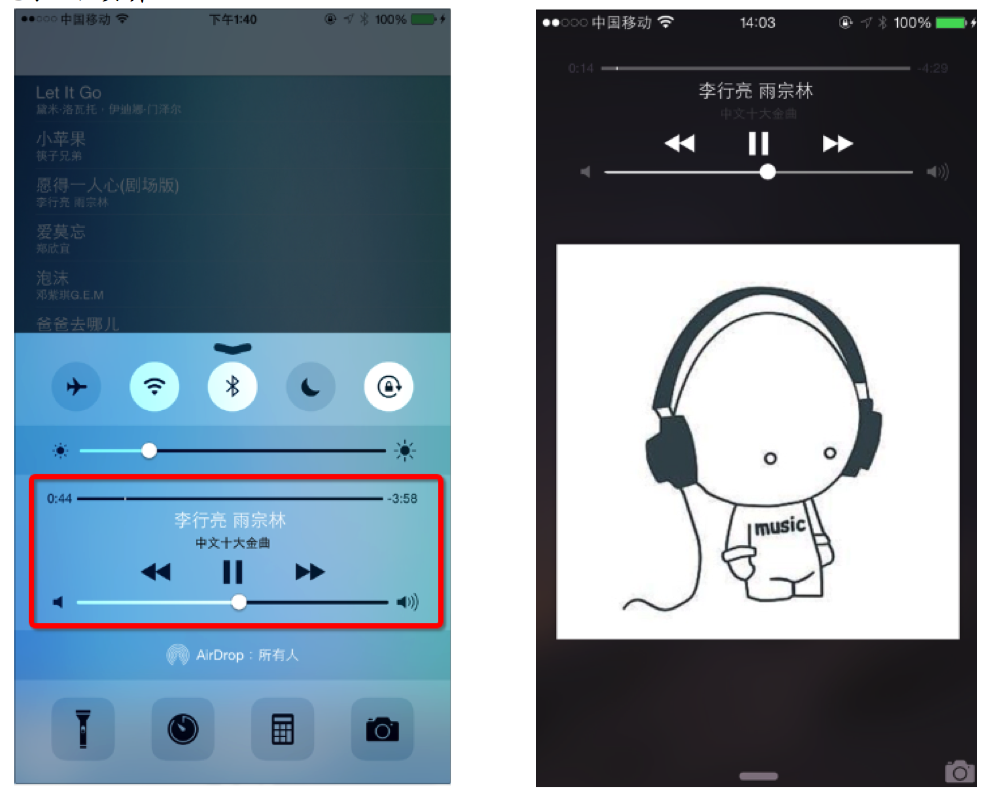 中国移动 下午1:40 100%
Let It Go
黛米·洛瓦托、伊迪娜·门泽尔
小苹果
筷子兄弟
愿得一人心(剧场版)
李行亮 雨宗林
爱莫忘
郑欣宜
泡沫
邓紫琪G.E.M
爸爸去哪儿
0:44 -3:58
李行亮 雨宗林
中文十大金曲
AirDrop：所有人
中国移动 14:03 100%
0:14 -4:29
李行亮 雨宗林
中文十大金曲
music